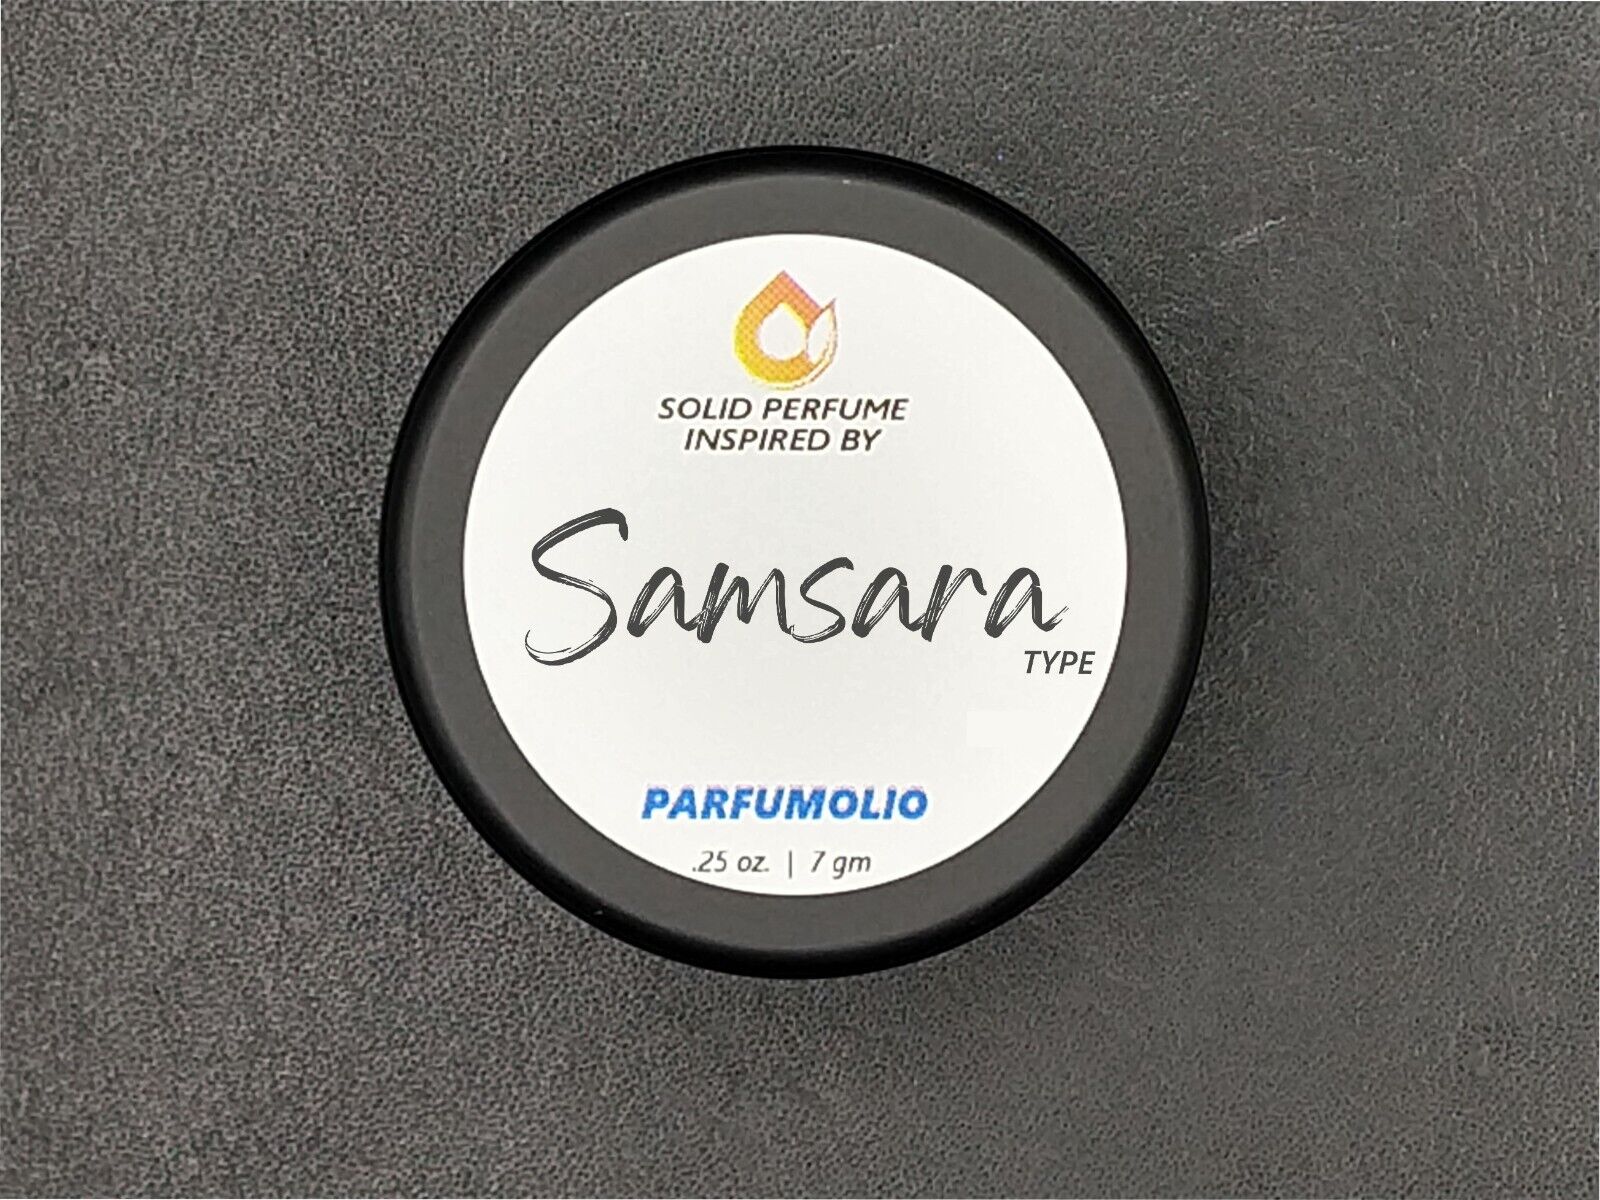 SOLID PERFUME
INSPIRED BY
Samsara
TYPE
PARFUMOLIO
.25 oz. | 7 gm